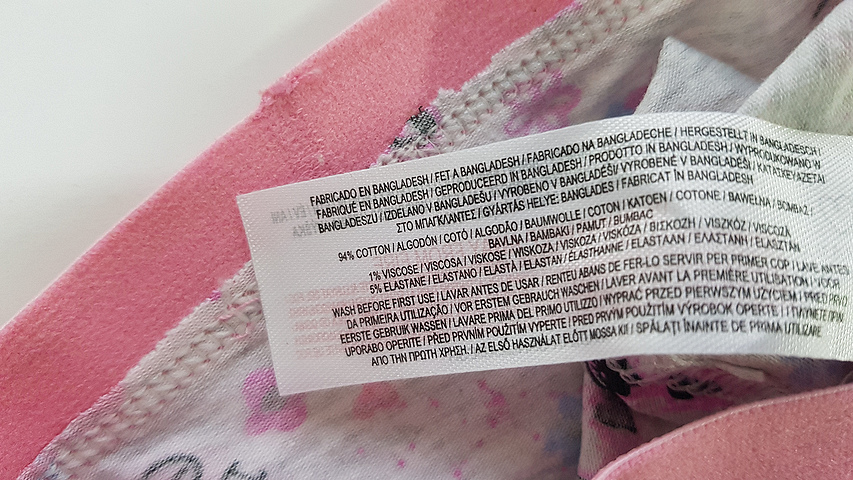 FABRICADO EN BANGLADESH / FET A BANGLADESH / FABRICADO NA BANGLADECHE / HERGESTELLT IN BANGLADESCH /
FABRIQUÉ EN BANGLADESH / GEPRODUCEERD IN BANGLADESH / PRODOTTO IN BANGLADESH / WYPRODUKOWANO W
BANGLADESZU / IZDELANO V BANGLADEŠU / VYROBENO V BANGLADÉŠI / VYROBENÉ V BANGLADÉŠI / ΚΑΤΑΣΚΕΥΑΖΕΤΑΙ
ΣΤΟ ΜΠΑΓΚΛΑΝΤΕΣ / GYÁRTÁS HELYE: BANGLADES / FABRICAT ÎN BANGLADESH
94% COTTON / ALGODÓN / COTÓ / ALGODÃO / BAUMWOLLE / COTON / KATOEN / COTONE / BAWEŁNA / BOMBAŽ /
BAVLNA / BAMBAKI / PAMUT / BUMBAC
1% VISCOSE / VISCOSA / VISKOSE / WISKOZA / VISKOZA / VISKÓZA / ΒΙΣΚΟΖΗ / VISZKÓZ / VISCOZĂ
5% ELASTANE / ELASTANO / ELASTÀ / ELASTAN / ÉLASTHANNE / ELASTAAN / ΕΛΑΣΤΑΝΗ / ELASZTÁN
WASH BEFORE FIRST USE / LAVAR ANTES DE USAR / RENTEU ABANS DE FER-LO SERVIR PER PRIMER COP / LAVE ANTES
DA PRIMEIRA UTILIZAÇÃO / VOR ERSTEM GEBRAUCH WASCHEN / LAVER AVANT LA PREMIÈRE UTILISATION / VOOR
EERSTE GEBRUIK WASSEN / LAVARE PRIMA DEL PRIMO UTILIZZO / WYPRAĆ PRZED PIERWSZYM UŻYCIEM / PRED PRVO
UPORABO OPERITE / PŘED PRVNÍM POUŽITÍM VYPERTE / PRED PRVÝM POUŽITÍM VÝROBOK OPERTE / ΠΛΥΝΕΤΕ ΠΡΙΝ
ΑΠΟ ΤΗΝ ΠΡΩΤΗ ΧΡΗΣΗ. / AZ ELSŐ HASZNÁLAT ELŐTT MOSSA KI! / SPĂLAȚI ÎNAINTE DE PRIMA UTILIZARE